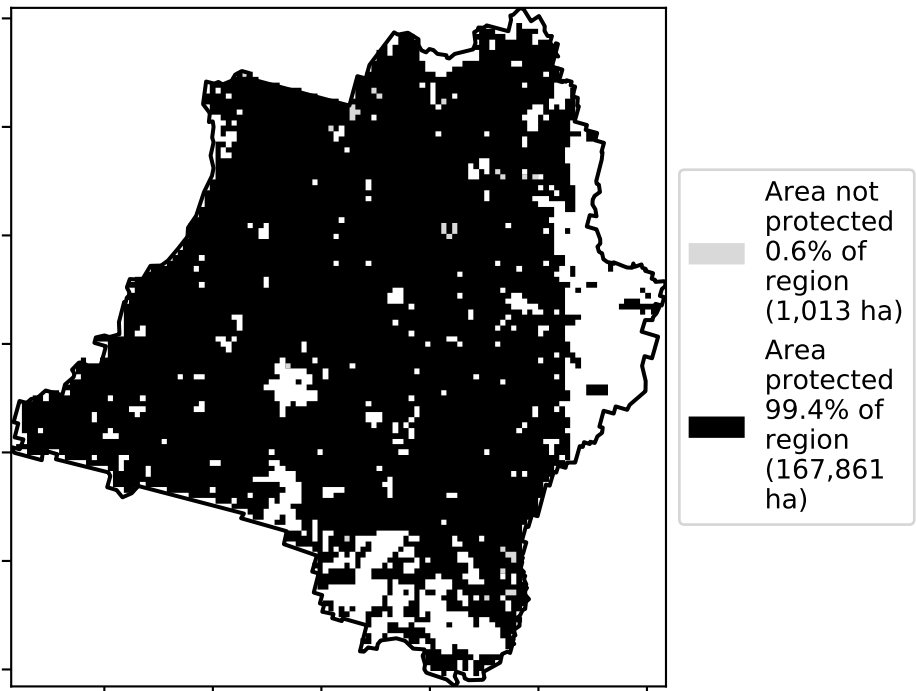 Area not
protected
0.6% of
region
(1,013 ha)
Area
protected
99.4% of
region
(167,861
ha)